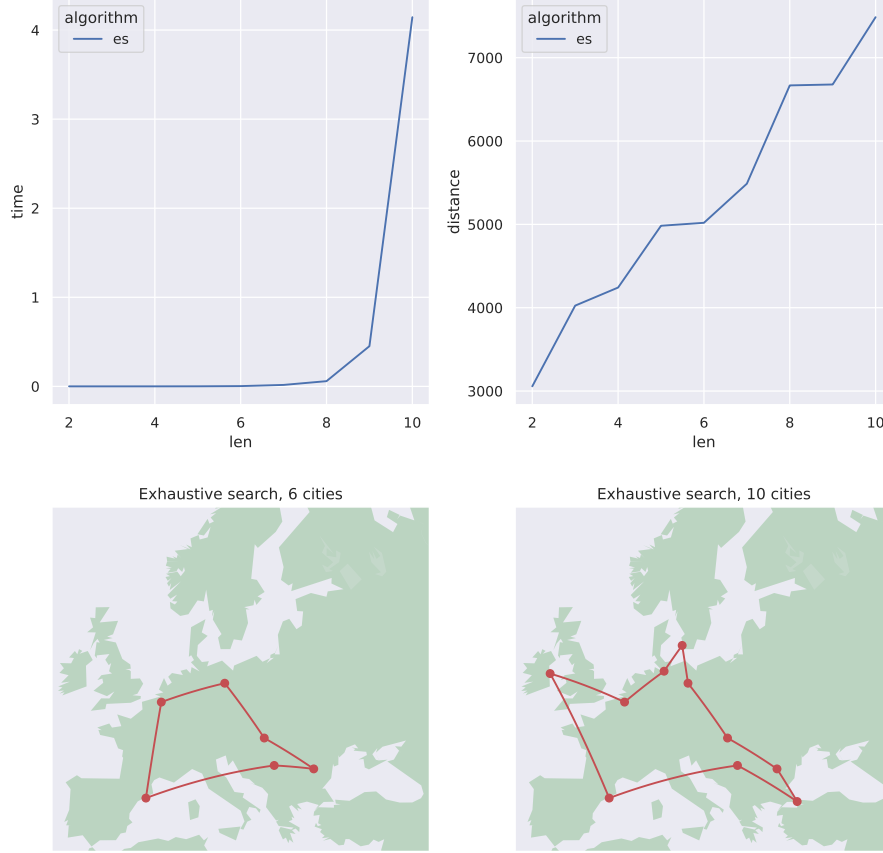 algorithm
es
4
3
2
1
0
time
2
4
6
8
10
len
algorithm
es
7000
6000
5000
4000
3000
distance
2
4
6
8
10
len
Exhaustive search, 6 cities
Exhaustive search, 10 cities